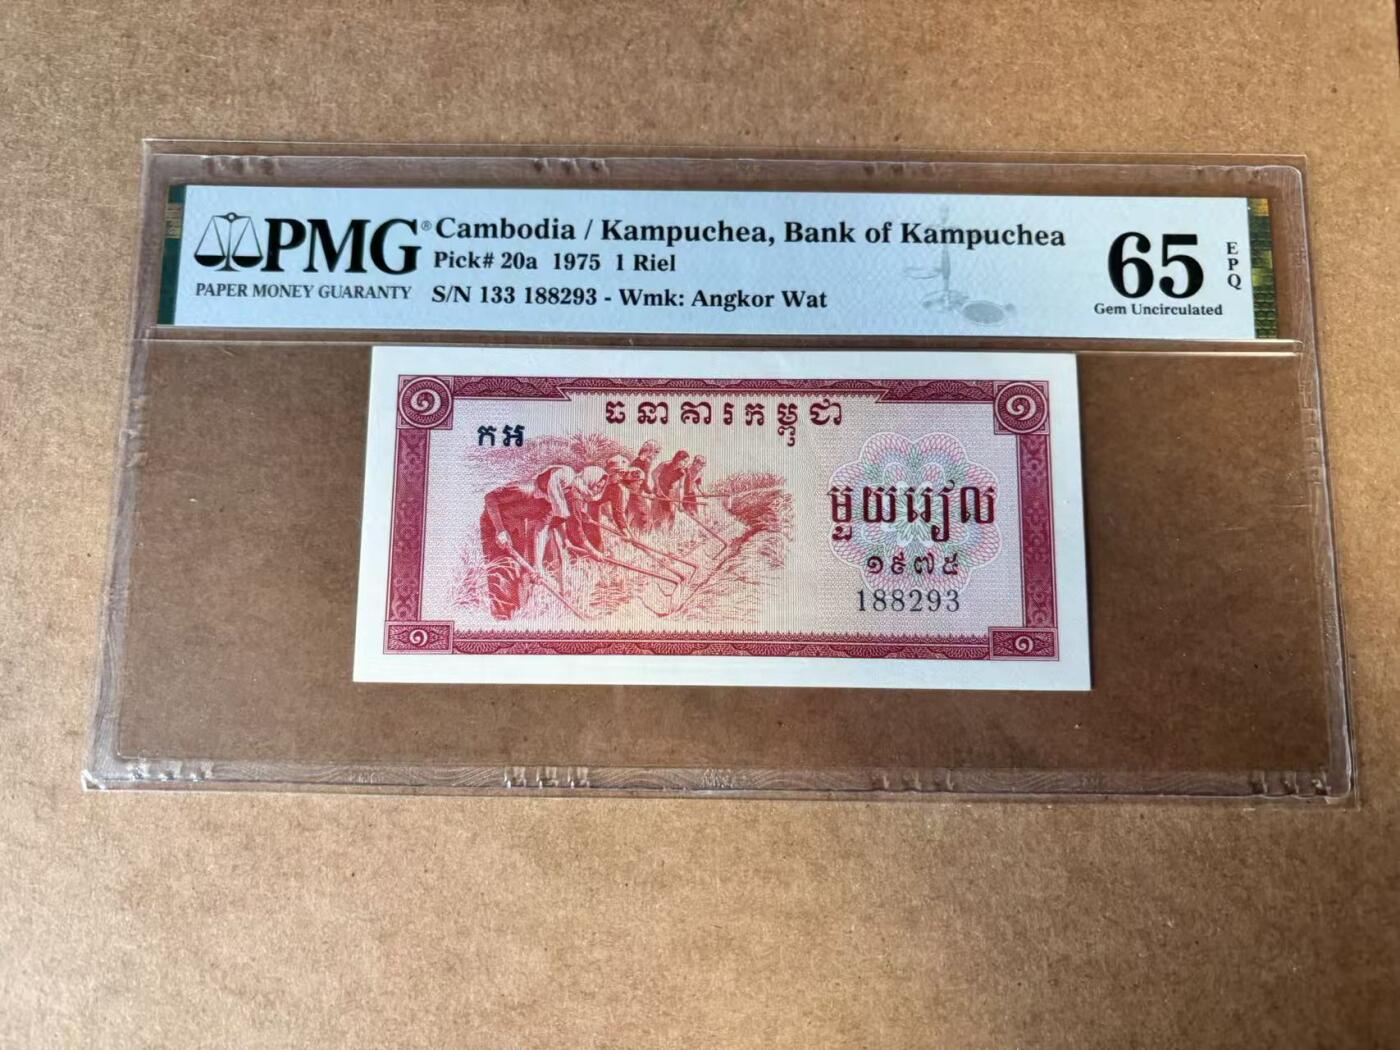 PMG®
PAPER MONEY GUARANTY
Cambodia / Kampuchea, Bank of Kampuchea
Pick# 20a 1975 1 Riel
S/N 133 188293 - Wmk: Angkor Wat
65
EPQ
Gem Uncirculated
១ ១
ធនាគារកម្ពុជា
កអ
មួយរៀល
១៩៧៥
188293
១ ១